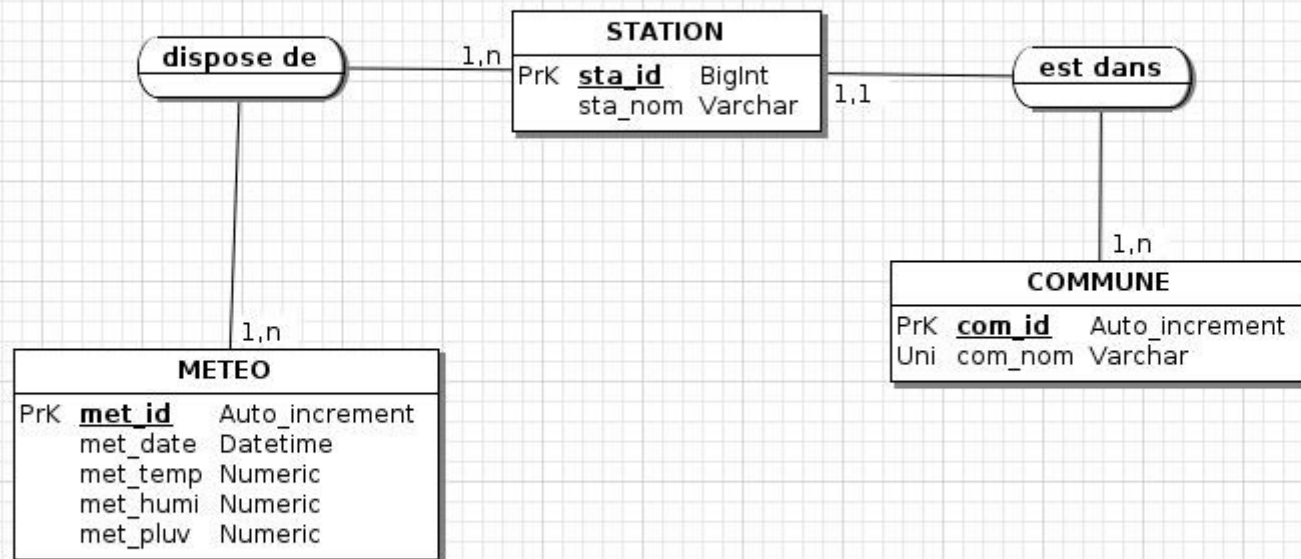 dispose de
1,n
STATION
PrK sta_id BigInt
sta_nom Varchar
1,1
est dans
1,n
COMMUNE
PrK com_id Auto_increment
Uni com_nom Varchar
1,n
METEO
PrK met_id Auto_increment
met_date Datetime
met_temp Numeric
met_humi Numeric
met_pluv Numeric